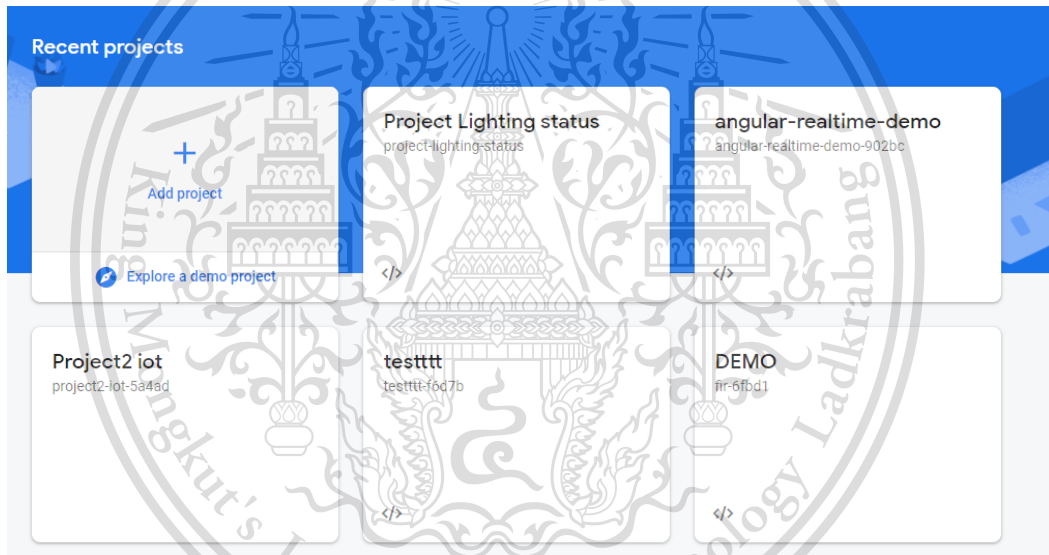 Recent projects
Add project
Explore a demo project
Project Lighting status
project-lighting-status
</>
angular-realtime-demo
angular-realtime-demo-902bc
</>
Project2 iot
project2-iot-5a4ad
testttt
testttt-f6d7b
</>
DEMO
fir-6fbd1
</>
King Mongkut's
ology Ladkrabang